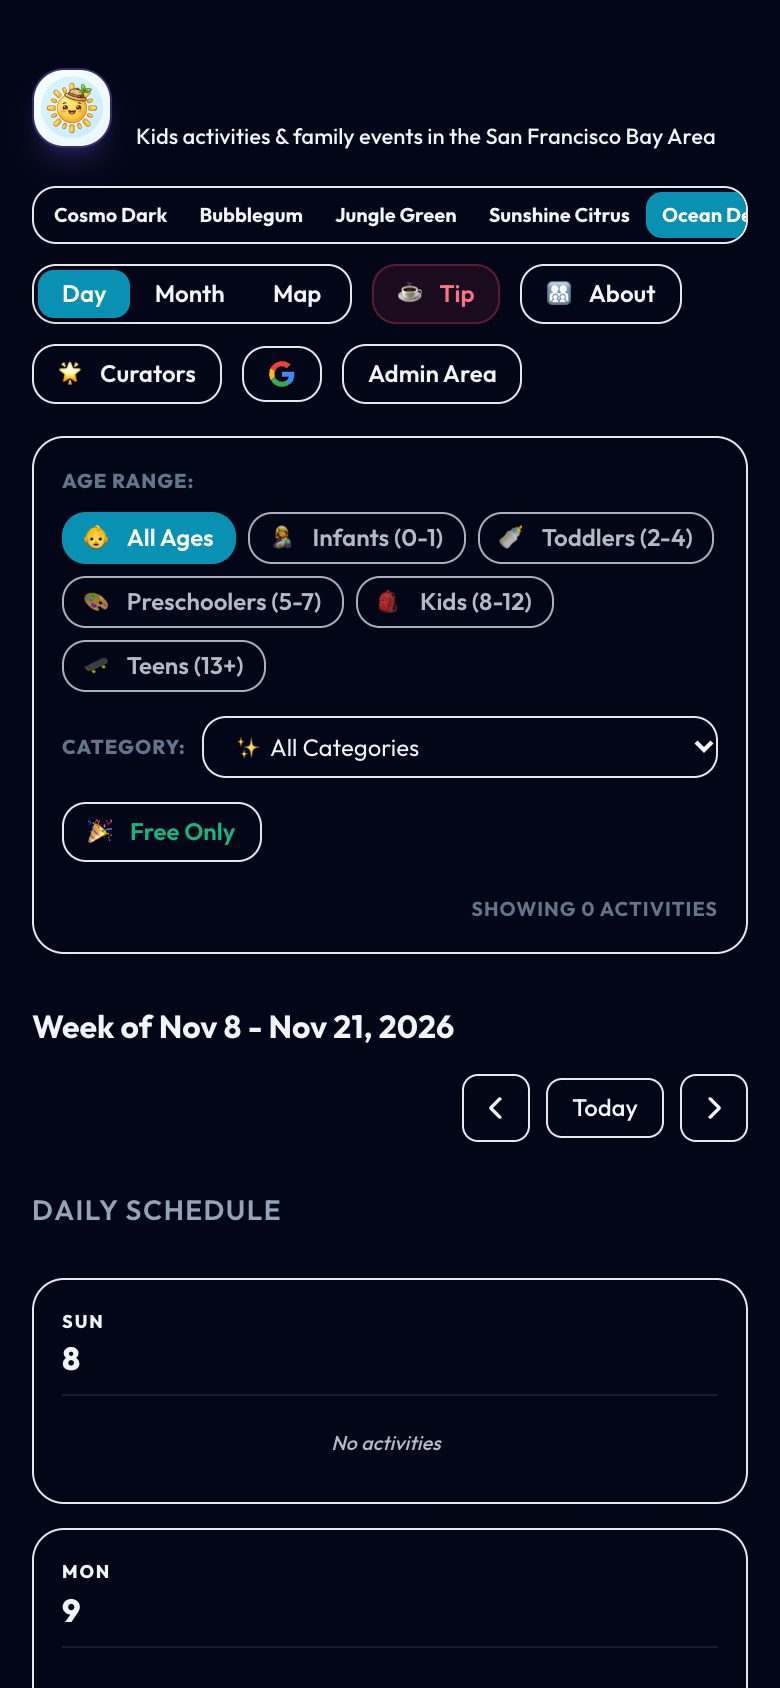 Kids activities & family events in the San Francisco Bay Area
Cosmo Dark Bubblegum Jungle Green Sunshine Citrus Ocean
Day Month Map Tip About
Curators Admin Area
AGE RANGE:
All Ages Infants (0-1) Toddlers (2-4)
Preschoolers (5-7) Kids (8-12)
Teens (13+)
CATEGORY: All Categories
Free Only
SHOWING 0 ACTIVITIES
Week of Nov 8 - Nov 21, 2026
Today
DAILY SCHEDULE
SUN
8
No activities
MON
9